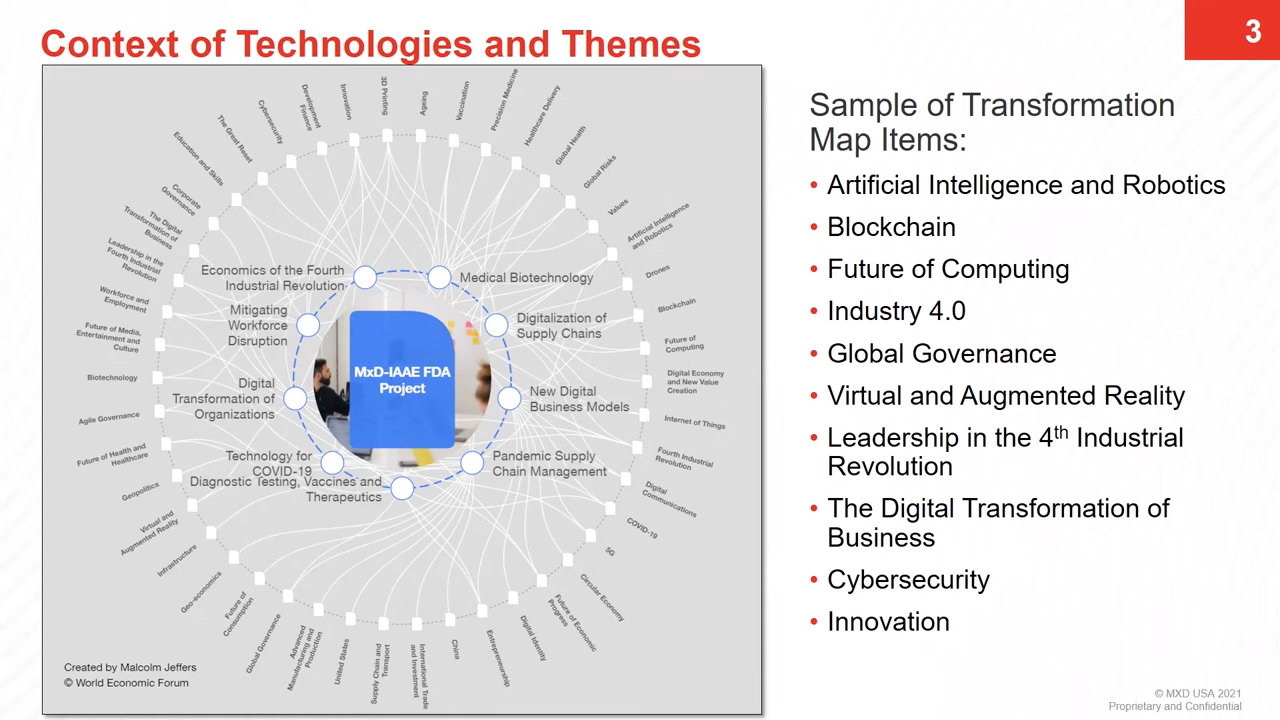 Context of Technologies and Themes
3
3D Printing
Ageing
Vaccination
Precision Medicine
Healthcare Delivery
Global Health
Global Risks
Values
Artificial Intelligence
and Robotics
Drones
Blockchain
Future of
Computing
Digital Economy
and New Value
Creation
Internet of Things
Fourth Industrial
Revolution
Digital
Communications
COVID-19
5G
Circular Economy
Future of Economic
Progress
Digital Identity
Entrepreneurship
China
International Trade
and Investment
Supply Chain and
Transport
United States
Advanced
Manufacturing and
Production
Global Governance
Future of
Consumption
Geo-economics
Infrastructure
Virtual and
Augmented Reality
Geopolitics
Future of Health and
Healthcare
Agile Governance
Biotechnology
Future of Media,
Entertainment and
Culture
Workforce and
Employment
Leadership in the
Fourth Industrial
Revolution
The Digital
Transformation of
Business
Corporate
Governance
Education and Skills
The Great Reset
Cybersecurity
Development
Finance
Innovation
Economics of the Fourth
Industrial Revolution
Medical Biotechnology
Mitigating
Workforce
Disruption
Digitalization of
Supply Chains
MxD-IAAE FDA
Project
Digital
Transformation of
Organizations
New Digital
Business Models
Technology for
COVID-19
Pandemic Supply
Chain Management
Diagnostic Testing, Vaccines and
Therapeutics
Created by Malcolm Jeffers
© World Economic Forum
Sample of Transformation
Map Items:
• Artificial Intelligence and Robotics
• Blockchain
• Future of Computing
• Industry 4.0
• Global Governance
• Virtual and Augmented Reality
• Leadership in the 4th Industrial
Revolution
• The Digital Transformation of
Business
• Cybersecurity
• Innovation
© MXD USA 2021
Proprietary and Confidential